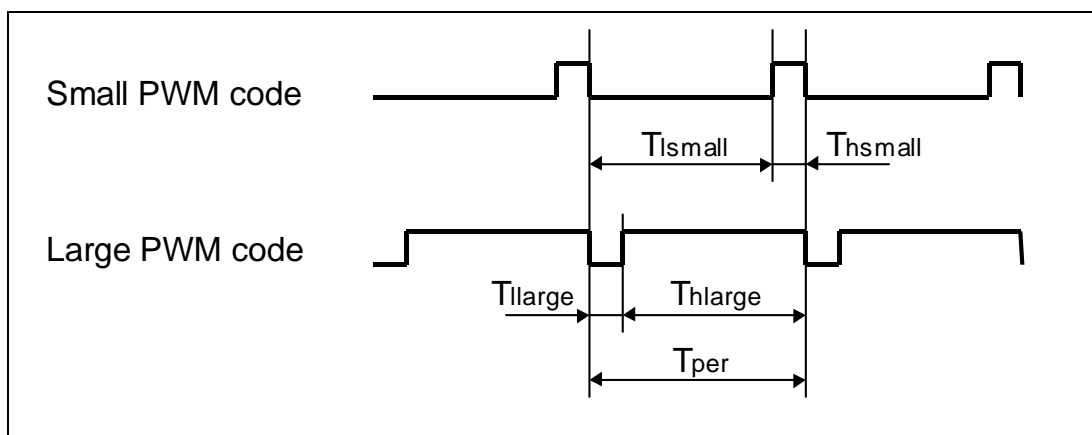 Small PWM code
Tlsmall
Thsmall
Large PWM code
Tllarge
Thlarge
Tper